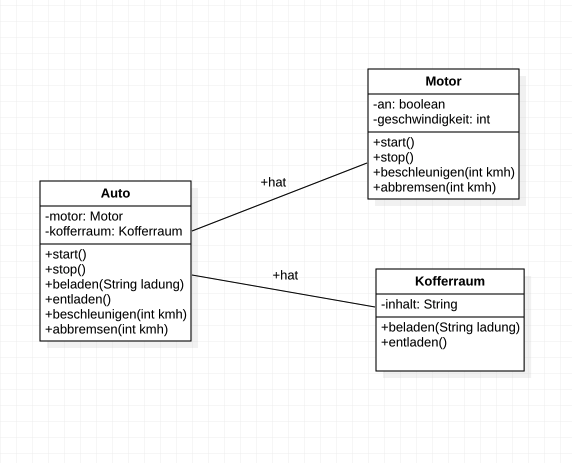 Motor
-an: boolean
-geschwindigkeit: int
+start()
+stop()
+beschleunigen(int kmh)
+abbremsen(int kmh)
+hat
Auto
-motor: Motor
-kofferraum: Kofferraum
+start()
+stop()
+beladen(String ladung)
+entladen()
+beschleunigen(int kmh)
+abbremsen(int kmh)
+hat
Kofferraum
-inhalt: String
+beladen(String ladung)
+entladen()